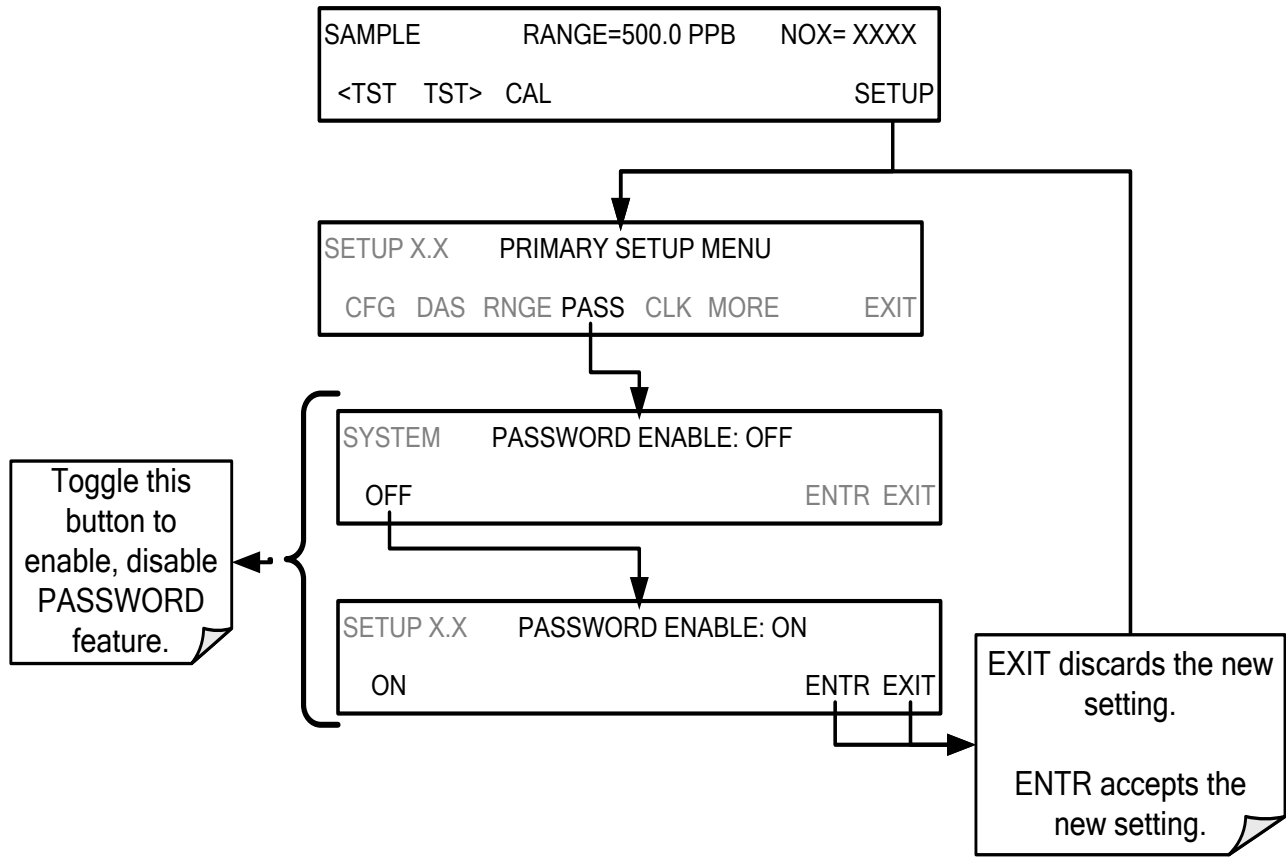 SAMPLE RANGE=500.0 PPB NOX= XXXX
<TST TST> CAL SETUP
SETUP X.X PRIMARY SETUP MENU
CFG DAS RNGE PASS CLK MORE EXIT
SYSTEM PASSWORD ENABLE: OFF
OFF ENTR EXIT
Toggle this
button to
enable, disable
PASSWORD
feature.
SETUP X.X PASSWORD ENABLE: ON
ON ENTR EXIT
EXIT discards the new
setting.
ENTR accepts the
new setting.